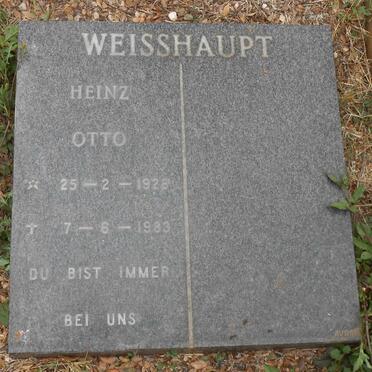 WEISSHAUPT
HEINZ
OTTO
☆ 25-2-1928
† 7-6-1983
DU BIST IMMER
BEI UNS